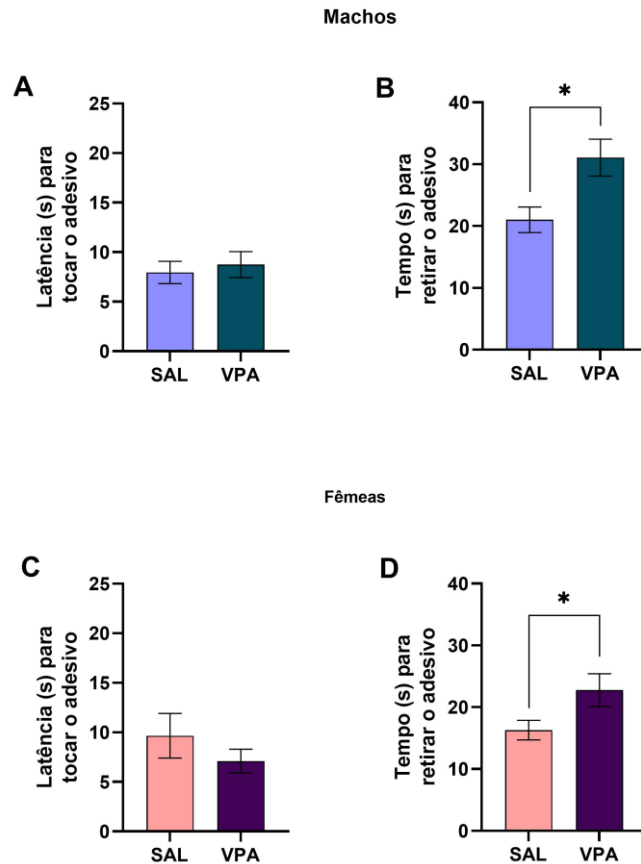 Machos
A
Latência (s) para
tocar o adesivo
25
20
15
10
5
0
SAL VPA
B
Tempo (s) para
retirar o adesivo
40
30
20
10
0
*
SAL VPA
Fêmeas
C
Latência (s) para
tocar o adesivo
25
20
15
10
5
0
SAL VPA
D
Tempo (s) para
retirar o adesivo
40
30
20
10
0
*
SAL VPA